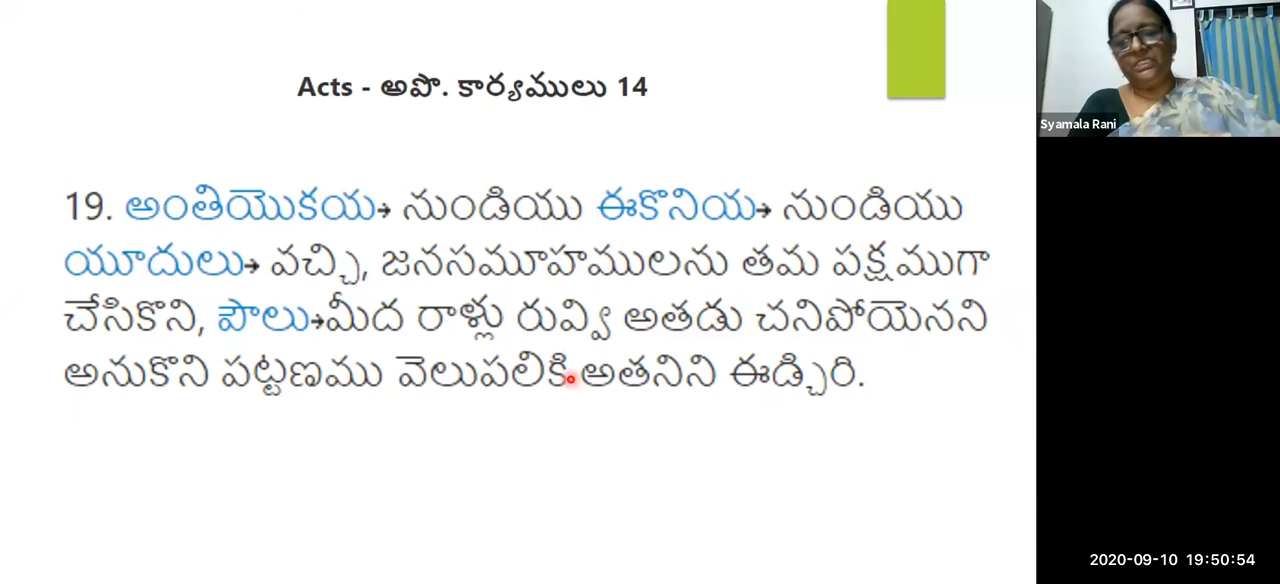 Acts - అపొ. కార్యములు 14
Syamala Rani
19. అంతియొకయ→ నుండియు ఈకొనియ→ నుండియు
యూదులు→ వచ్చి, జనసమూహములను తమ పక్షముగా
చేసికొని, పౌలు→మీద రాళ్లు రువ్వి అతడు చనిపోయెనని
అనుకొని పట్టణము వెలుపలికి అతనిని ఈడ్చిరి.
2020-09-10 19:50:54